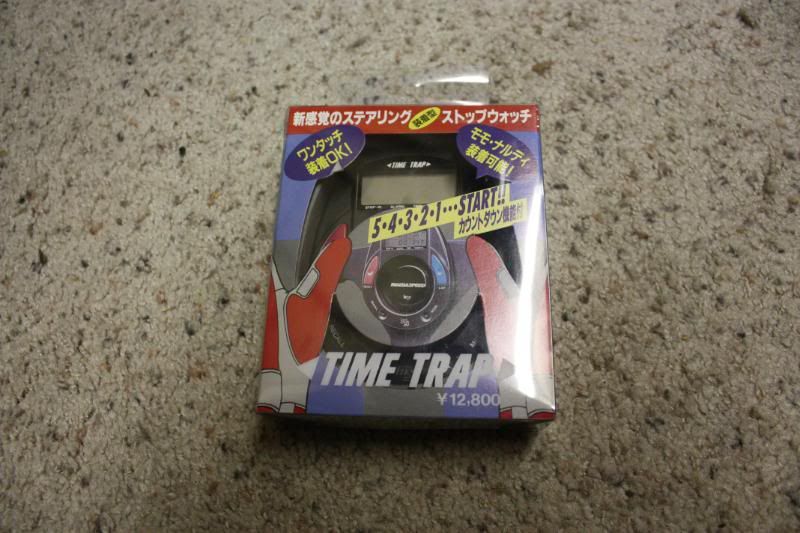 新感覚のステアリング 装着型 ストップウォッチ
ワンタッチ
装着OK!
モモ・ナルディ
装着可能!
◀TIME TRAP▶
5・4・3・2・1…START!!
カウントダウン機能付
MAZDASPEED
RECALL
TIME TRAP
¥12,800